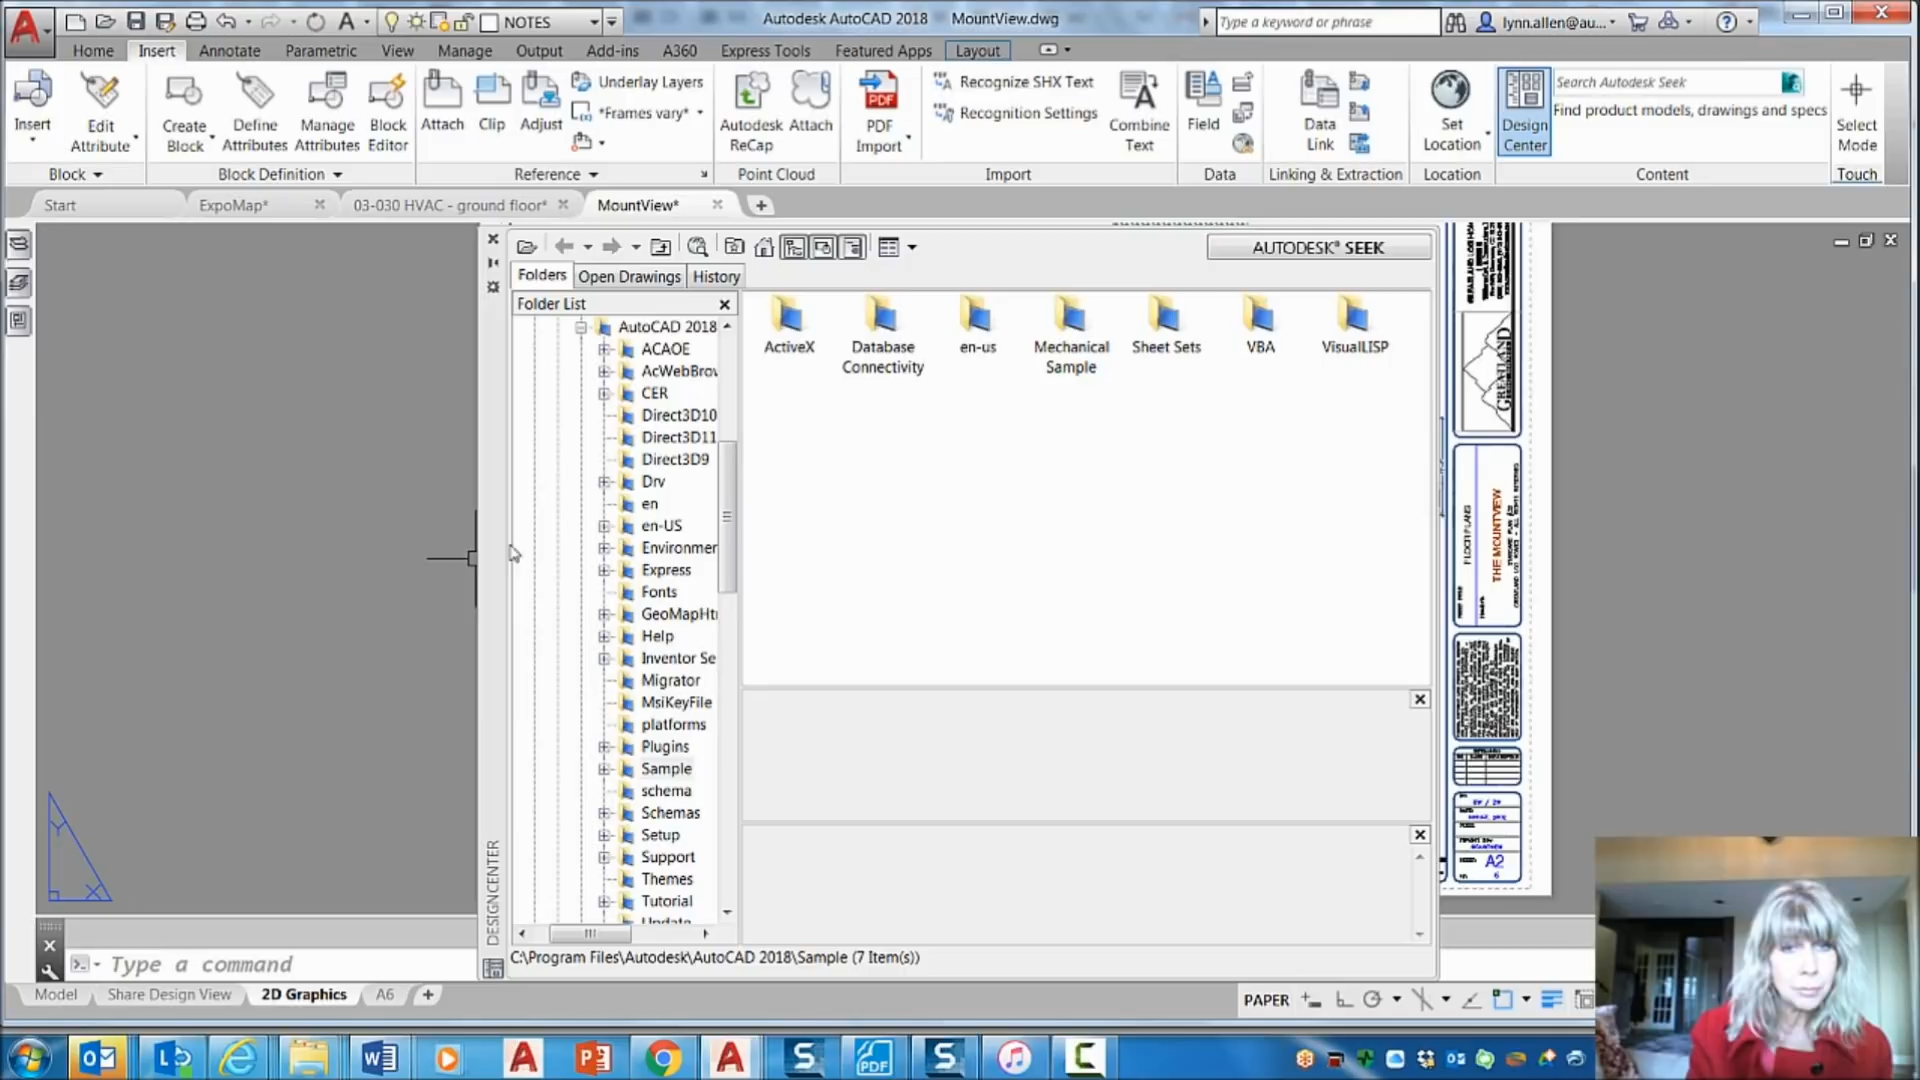 NOTES
Autodesk AutoCAD 2018 MountView.dwg
Type a keyword or phrase
lynn.allen@au...
Home Insert Annotate Parametric View Manage Output Add-ins A360 Express Tools Featured Apps Layout
Insert
Edit Attribute
Create Block
Define Attributes
Manage Attributes
Block Editor
Attach
Clip
Adjust
Underlay Layers
*Frames vary*
Autodesk ReCap
Attach
PDF Import
Recognize SHX Text
Recognition Settings
Combine Text
Field
Data Link
Set Location
Design Center
Search Autodesk Seek
Find product models, drawings and specs
Select Mode
Block Block Definition Reference Point Cloud Import Data Linking & Extraction Location Content Touch
Start ExpoMap* 03-030 HVAC - ground floor* MountView*
AUTODESK® SEEK
Folders Open Drawings History
Folder List
AutoCAD 2018
ACAOE
AcWebBrov
CER
Direct3D10
Direct3D11
Direct3D9
Drv
en
en-US
Environmer
Express
Fonts
GeoMapHt
Help
Inventor Se
Migrator
MsiKeyFile
platforms
Plugins
Sample
schema
Schemas
Setup
Support
Themes
Tutorial
Update
ActiveX
Database Connectivity
en-us
Mechanical Sample
Sheet Sets
VBA
VisualLISP
DESIGNCENTER
C:\Program Files\Autodesk\AutoCAD 2018\Sample (7 Item(s))
GREATLAND
FLOOR PLANS
THE MOUNTVIEW
A2
6
Y
X
Type a command
Model Share Design View 2D Graphics A6
PAPER
PDF